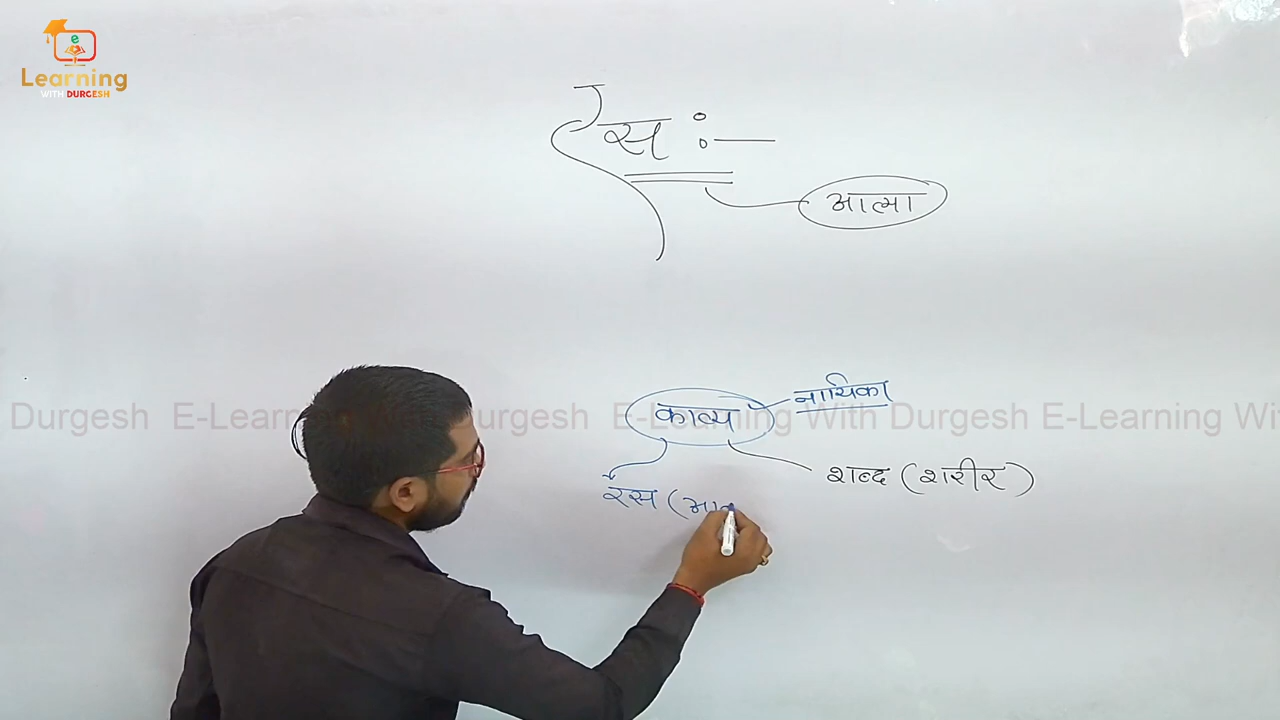 e
Learning
WITH DURGESH
रस :-
आत्मा
नायिका
काव्य
Durgesh E-Learning With Durgesh E-Learning With Durgesh E-Learning Wi
शब्द (शरीर)
रस (